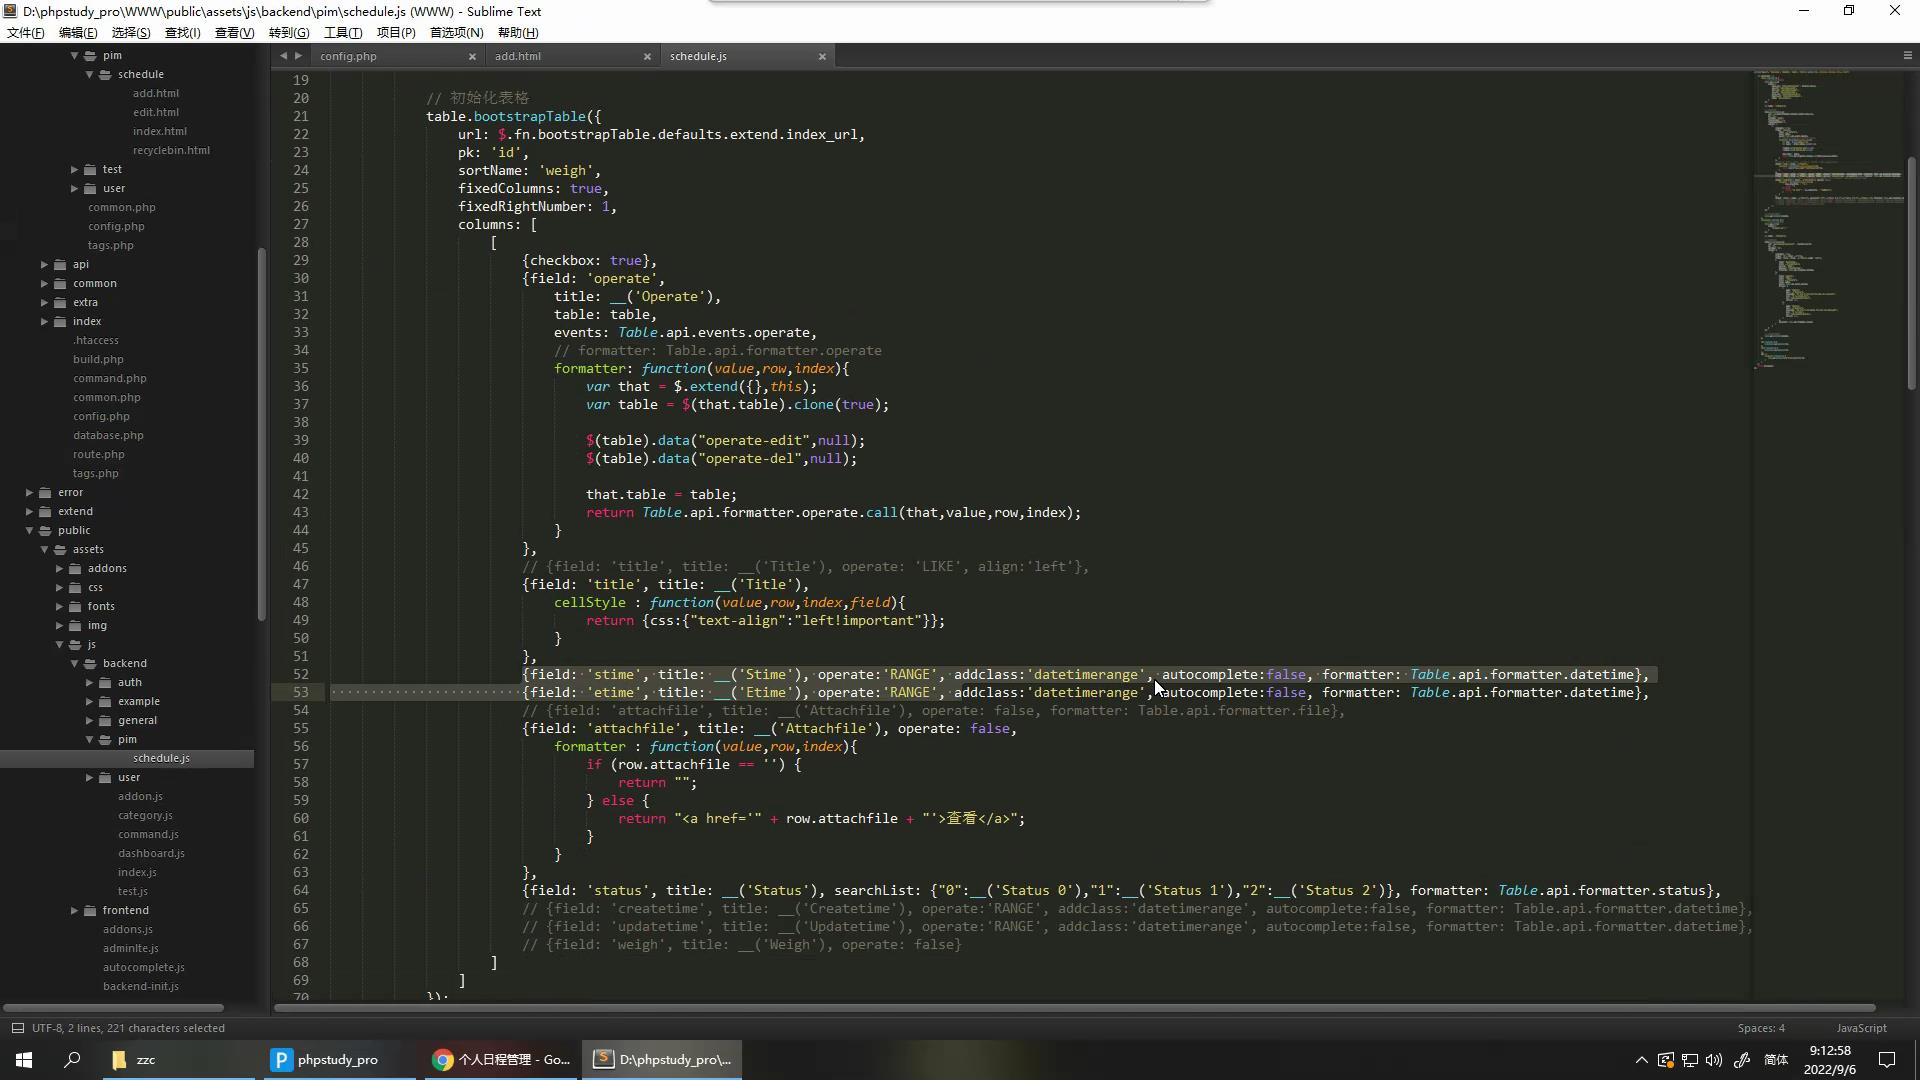 D:\phpstudy_pro\WWW\public\assets\js\backend\pim\schedule.js (WWW) - Sublime Text
文件(F) 编辑(E) 选择(S) 查找(I) 查看(V) 转到(G) 工具(T) 项目(P) 首选项(N) 帮助(H)
pim
schedule
add.html
edit.html
index.html
recyclebin.html
test
user
common.php
config.php
tags.php
api
common
extra
index
.htaccess
build.php
command.php
common.php
config.php
database.php
route.php
tags.php
error
extend
public
assets
addons
css
fonts
img
js
backend
auth
example
general
pim
schedule.js
user
addon.js
category.js
command.js
dashboard.js
index.js
test.js
frontend
addons.js
adminlte.js
autocomplete.js
backend-init.js
config.php × add.html × schedule.js ×
19
20 // 初始化表格
21 table.bootstrapTable({
22 url: $.fn.bootstrapTable.defaults.extend.index_url,
23 pk: 'id',
24 sortName: 'weigh',
25 fixedColumns: true,
26 fixedRightNumber: 1,
27 columns: [
28 [
29 {checkbox: true},
30 {field: 'operate',
31 title: __('Operate'),
32 table: table,
33 events: Table.api.events.operate,
34 // formatter: Table.api.formatter.operate
35 formatter: function(value,row,index){
36 var that = $.extend({},this);
37 var table = $(that.table).clone(true);
38
39 $(table).data("operate-edit",null);
40 $(table).data("operate-del",null);
41
42 that.table = table;
43 return Table.api.formatter.operate.call(that,value,row,index);
44 }
45 },
46 // {field: 'title', title: __('Title'), operate: 'LIKE', align:'left'},
47 {field: 'title', title: __('Title'),
48 cellStyle : function(value,row,index,field){
49 return {css:{"text-align":"left!important"}};
50 }
51 },
52 {field: 'stime', title: __('Stime'), operate:'RANGE', addclass:'datetimerange', autocomplete:false, formatter: Table.api.formatter.datetime},
53 {field: 'etime', title: __('Etime'), operate:'RANGE', addclass:'datetimerange', autocomplete:false, formatter: Table.api.formatter.datetime},
54 // {field: 'attachfile', title: __('Attachfile'), operate: false, formatter: Table.api.formatter.file},
55 {field: 'attachfile', title: __('Attachfile'), operate: false,
56 formatter : function(value,row,index){
57 if (row.attachfile == '') {
58 return "";
59 } else {
60 return "<a href='" + row.attachfile + "'>查看</a>";
61 }
62 }
63 },
64 {field: 'status', title: __('Status'), searchList: {"0":__('Status 0'),"1":__('Status 1'),"2":__('Status 2')}, formatter: Table.api.formatter.status},
65 // {field: 'createtime', title: __('Createtime'), operate:'RANGE', addclass:'datetimerange', autocomplete:false, formatter: Table.api.formatter.datetime},
66 // {field: 'updatetime', title: __('Updatetime'), operate:'RANGE', addclass:'datetimerange', autocomplete:false, formatter: Table.api.formatter.datetime},
67 // {field: 'weigh', title: __('Weigh'), operate: false}
68 ]
69 ]
70 });
UTF-8, 2 lines, 221 characters selected
Spaces: 4 JavaScript
zzc phpstudy_pro 个人日程管理 - Go... D:\phpstudy_pro\...
简体
9:12:58
2022/9/6